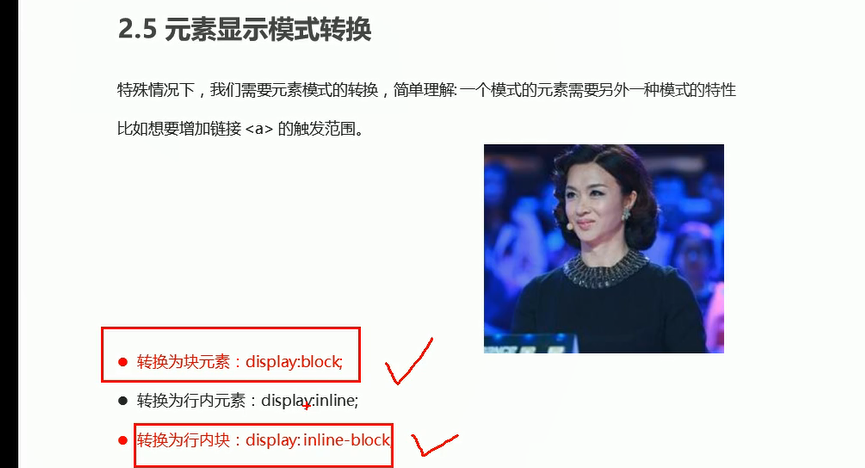 2.5 元素显示模式转换
特殊情况下，我们需要元素模式的转换，简单理解: 一个模式的元素需要另外一种模式的特性
比如想要增加链接 <a> 的触发范围。
转换为块元素：display:block;
转换为行内元素：display:inline;
转换为行内块：display: inline-block